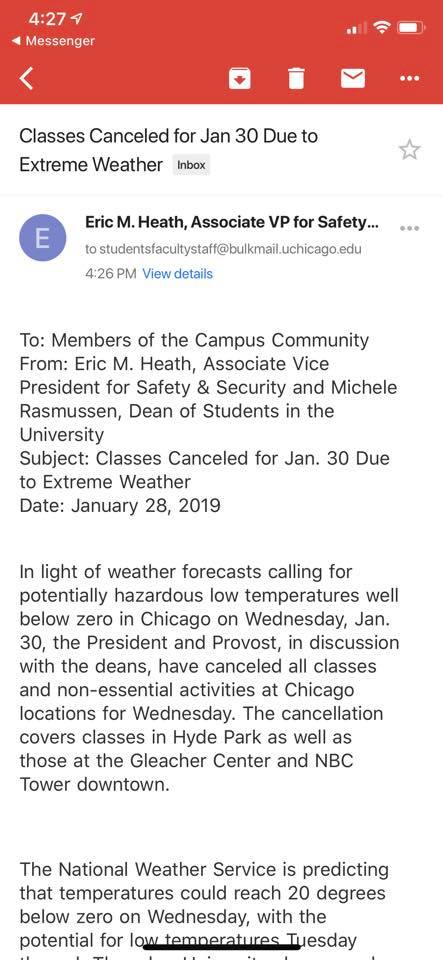 4:27
Messenger
Classes Canceled for Jan 30 Due to
Extreme Weather Inbox
E
Eric M. Heath, Associate VP for Safety...
to studentsfacultystaff@bulkmail.uchicago.edu
4:26 PM View details
To: Members of the Campus Community
From: Eric M. Heath, Associate Vice
President for Safety & Security and Michele
Rasmussen, Dean of Students in the
University
Subject: Classes Canceled for Jan. 30 Due
to Extreme Weather
Date: January 28, 2019
In light of weather forecasts calling for
potentially hazardous low temperatures well
below zero in Chicago on Wednesday, Jan.
30, the President and Provost, in discussion
with the deans, have canceled all classes
and non-essential activities at Chicago
locations for Wednesday. The cancellation
covers classes in Hyde Park as well as
those at the Gleacher Center and NBC
Tower downtown.
The National Weather Service is predicting
that temperatures could reach 20 degrees
below zero on Wednesday, with the
potential for low temperatures Tuesday